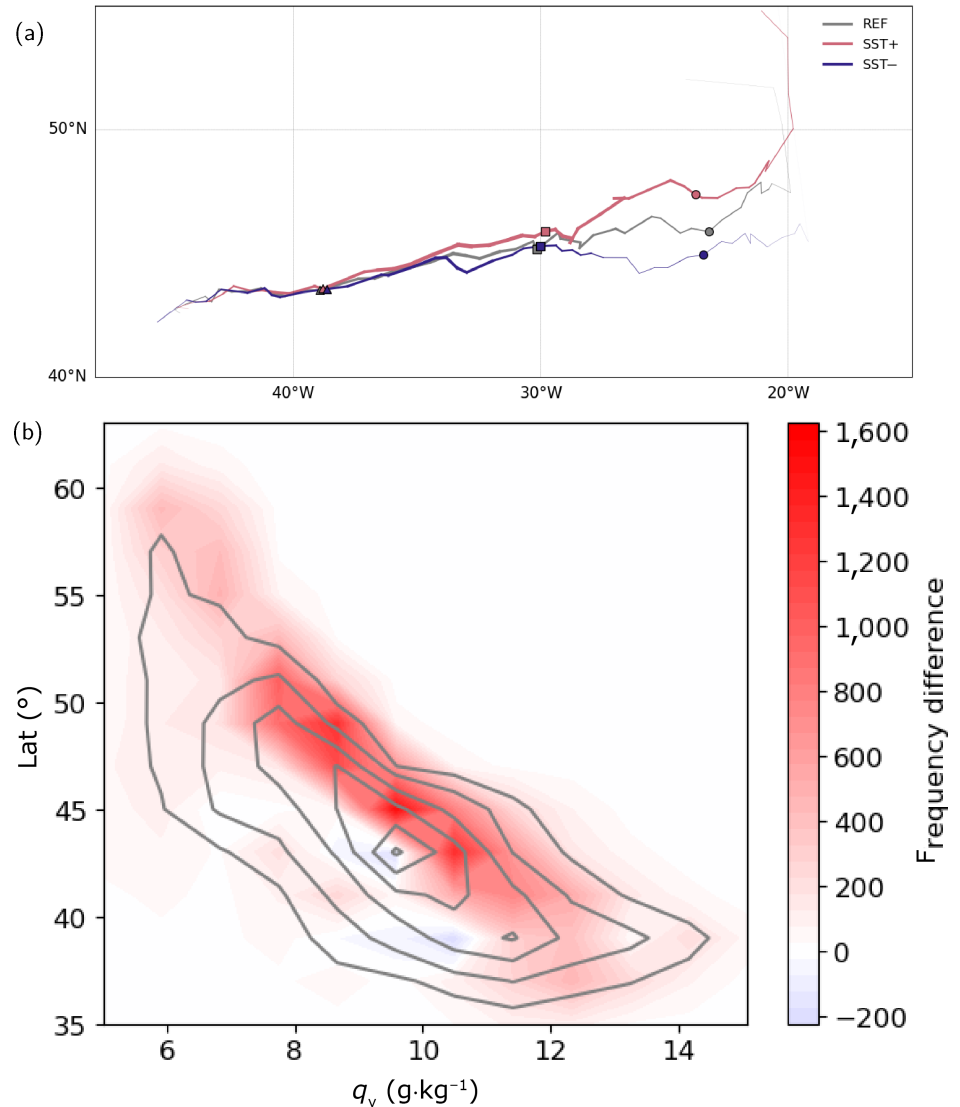 (a)
REF
SST+
SST−
50°N
40°N
40°W
30°W
20°W
(b)
60
55
50
45
40
35
Lat (°)
6
8
10
12
14
qᵥ (g·kg⁻¹)
1,600
1,400
1,200
1,000
800
600
400
200
0
−200
Frequency difference